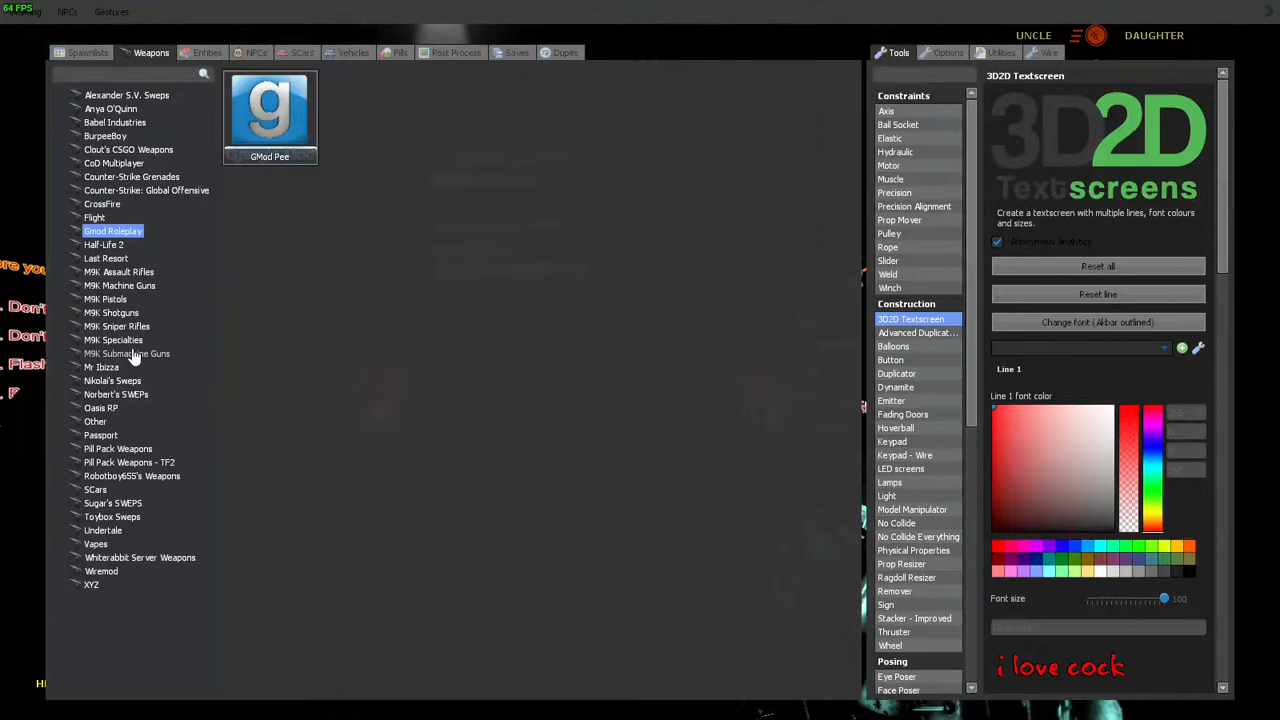 64 FPS
NPCs
Gestures
UNCLE
DAUGHTER
Spawnlists
Weapons
Entities
NPCs
SCars
Vehicles
Pills
Post Process
Saves
Dupes
Tools
Options
Utilities
Wire
Alexander S.V. Sweps
Anya O'Quinn
Babel Industries
BurpeeBoy
Clout's CSGO Weapons
CoD Multiplayer
Counter-Strike Grenades
Counter-Strike: Global Offensive
CrossFire
Flight
Gmod Roleplay
Half-Life 2
Last Resort
M9K Assault Rifles
M9K Machine Guns
M9K Pistols
M9K Shotguns
M9K Sniper Rifles
M9K Specialties
M9K Submachine Guns
Mr Ibizza
Nikolai's Sweps
Norbert's SWEPs
Oasis RP
Other
Passport
Pill Pack Weapons
Pill Pack Weapons - TF2
Robotboy655's Weapons
SCars
Sugar's SWEPS
Toybox Sweps
Undertale
Vapes
Whiterabbit Server Weapons
Wiremod
XYZ
g
GMod Pee
ore you
. Don'
. Don'
. Flash
Constraints
Axis
Ball Socket
Elastic
Hydraulic
Motor
Muscle
Precision
Precision Alignment
Prop Mover
Pulley
Rope
Slider
Weld
Winch
Construction
3D2D Textscreen
Advanced Duplicat...
Balloons
Button
Duplicator
Dynamite
Emitter
Fading Doors
Hoverball
Keypad
Keypad - Wire
LED screens
Lamps
Light
Model Manipulator
No Collide
No Collide Everything
Physical Properties
Prop Resizer
Ragdoll Resizer
Remover
Sign
Stacker - Improved
Thruster
Wheel
Posing
Eye Poser
Face Poser
3D2D Textscreen
3D2D
Textscreens
Create a textscreen with multiple lines, font colours
and sizes.
Anonymous Analytics
Reset all
Reset line
Change font (Akbar outlined)
Line 1
Line 1 font color
Font size
100
i love cock